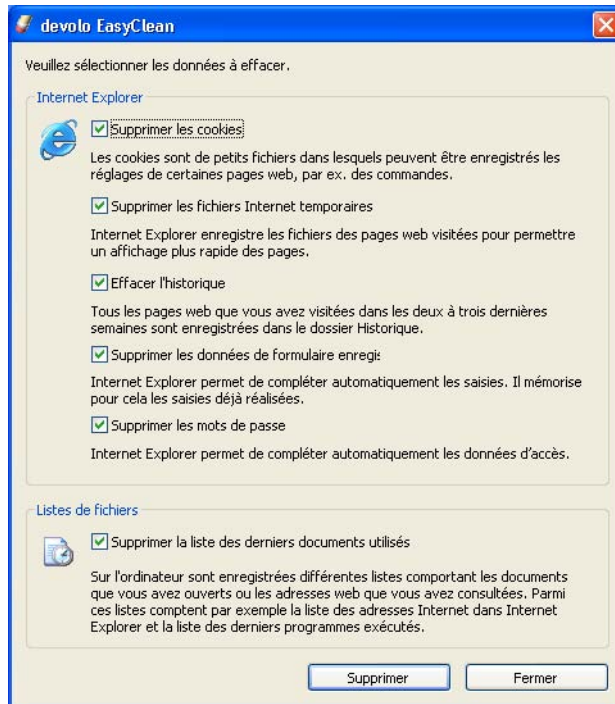 devolo EasyClean
Veuillez sélectionner les données à effacer.
Internet Explorer
Supprimer les cookies
Les cookies sont de petits fichiers dans lesquels peuvent être enregistrés les
réglages de certaines pages web, par ex. des commandes.
Supprimer les fichiers Internet temporaires
Internet Explorer enregistre les fichiers des pages web visitées pour permettre
un affichage plus rapide des pages.
Effacer l'historique
Tous les pages web que vous avez visitées dans les deux à trois dernières
semaines sont enregistrées dans le dossier Historique.
Supprimer les données de formulaire enregis
Internet Explorer permet de compléter automatiquement les saisies. Il mémorise
pour cela les saisies déjà réalisées.
Supprimer les mots de passe
Internet Explorer permet de compléter automatiquement les données d'accès.
Listes de fichiers
Supprimer la liste des derniers documents utilisés
Sur l'ordinateur sont enregistrées différentes listes comportant les documents
que vous avez ouverts ou les adresses web que vous avez consultées. Parmi
ces listes comptent par exemple la liste des adresses Internet dans Internet
Explorer et la liste des derniers programmes exécutés.
Supprimer
Fermer